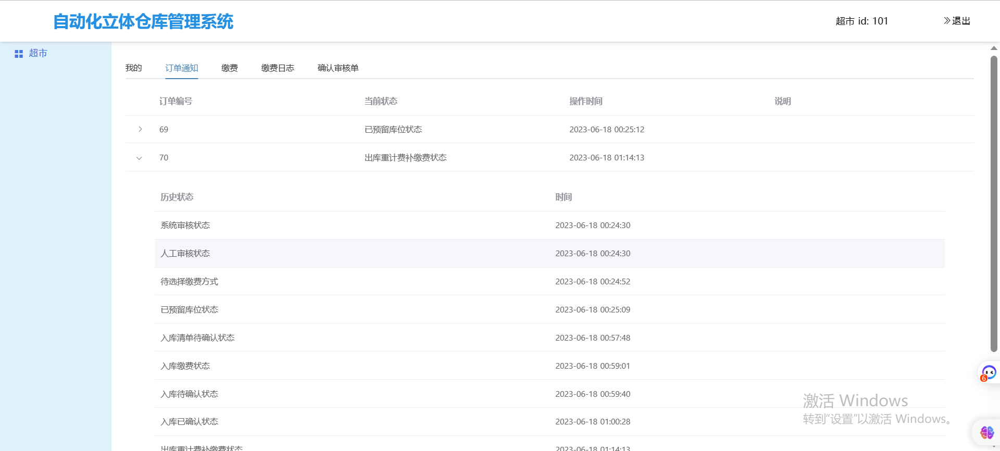 自动化立体仓库管理系统
超市 id: 101
退出
超市
我的 订单通知 缴费 缴费日志 确认审核单
订单编号 当前状态 操作时间 说明
69 已预留库位状态 2023-06-18 00:25:12
70 出库重计费补缴费状态 2023-06-18 01:14:13
历史状态 时间
系统审核状态 2023-06-18 00:24:30
人工审核状态 2023-06-18 00:24:30
待选择缴费方式 2023-06-18 00:24:52
已预留库位状态 2023-06-18 00:25:09
入库清单待确认状态 2023-06-18 00:57:48
入库缴费状态 2023-06-18 00:59:01
6
入库待确认状态 2023-06-18 00:59:40
激活 Windows
转到“设置”以激活 Windows。
入库已确认状态 2023-06-18 01:00:28
出库重计费补缴费状态 2023-06-18 01:14:13